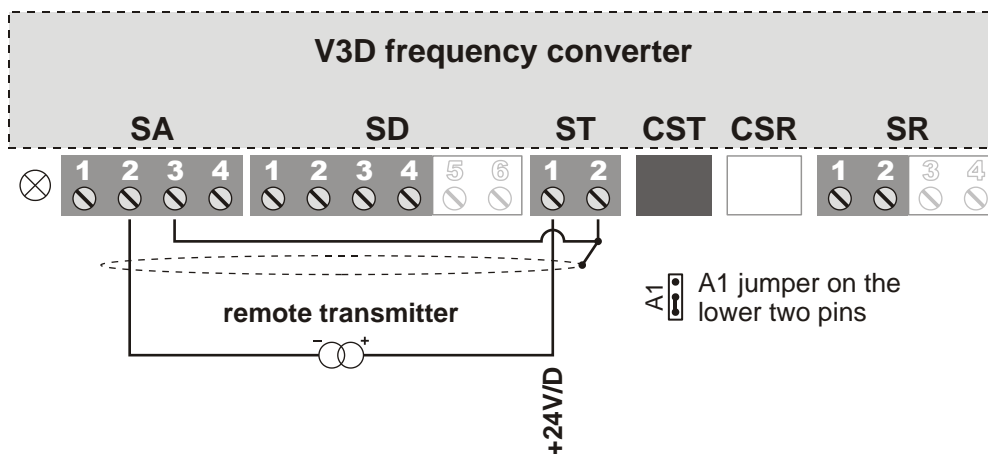 V3D frequency converter
SA SD ST CST CSR SR
1 2 3 4 1 2 3 4 5 6 1 2 1 2 3 4
A1 A1 jumper on the
lower two pins
remote transmitter
- +
+24V/D